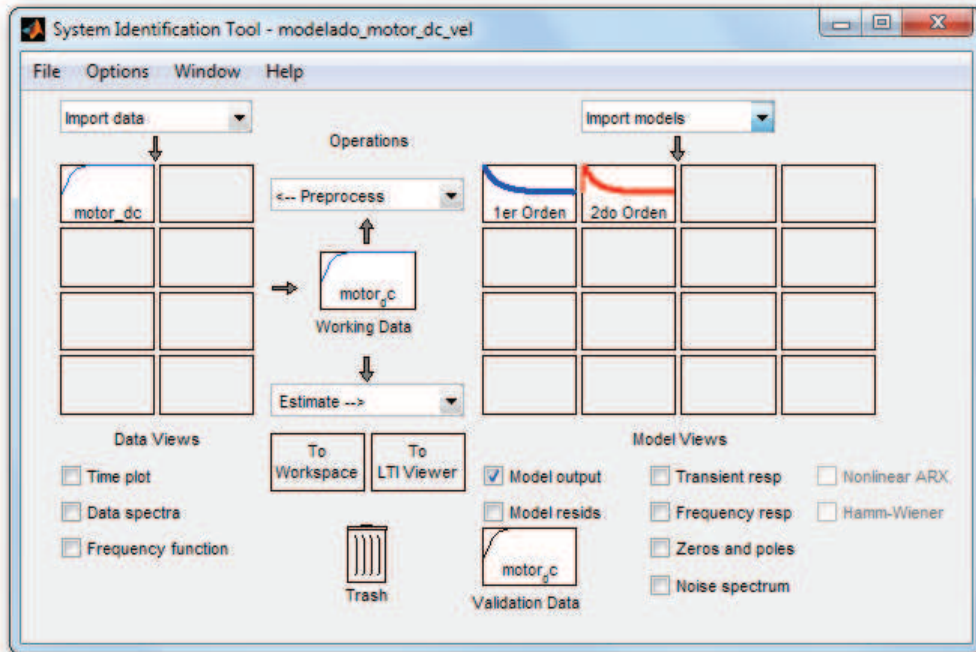 System Identification Tool - modelado_motor_dc_vel
File Options Window Help
Import data
Import models
Operations
motor_dc
<-- Preprocess
1er Orden
2do Orden
motor_dc
Working Data
Estimate -->
Data Views
To Workspace
To LTI Viewer
Model Views
Time plot
Data spectra
Frequency function
Trash
Model output
Model resids
motor_dc
Validation Data
Transient resp
Frequency resp
Zeros and poles
Noise spectrum
Nonlinear ARX
Hamm-Wiener